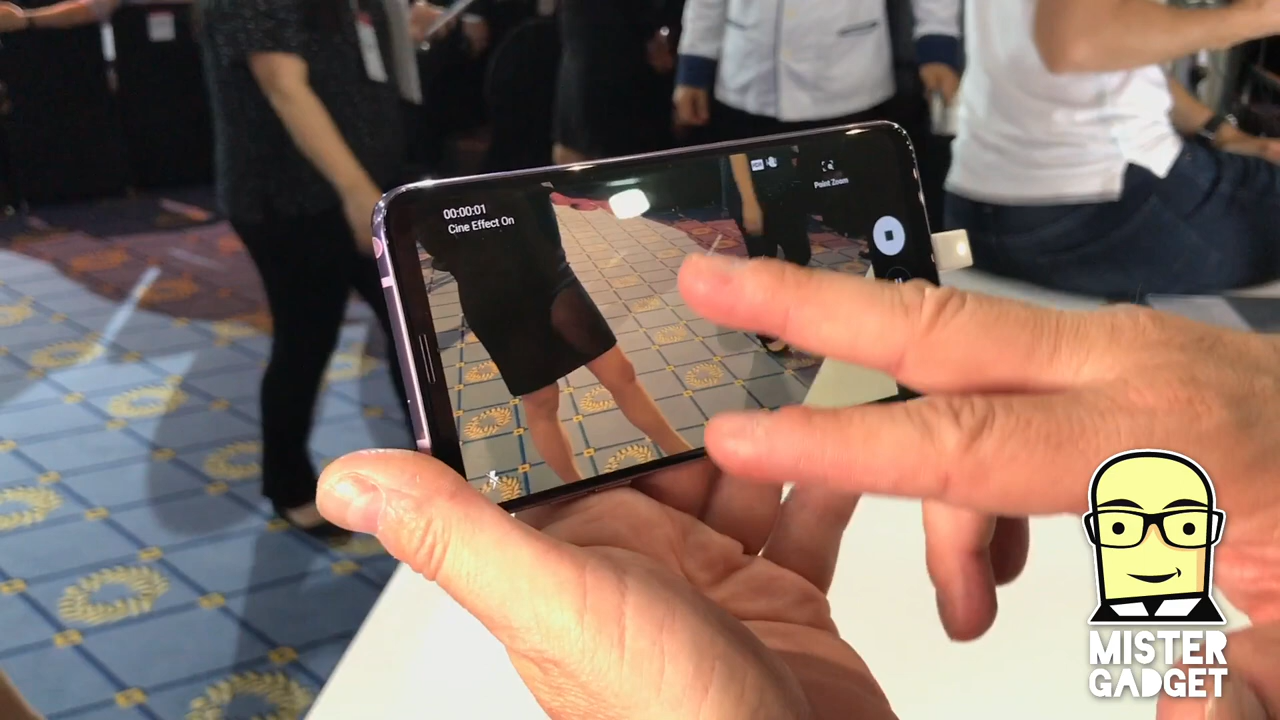 00:00:01
Cine Effect On
Point Zoom
MISTER
GADGET